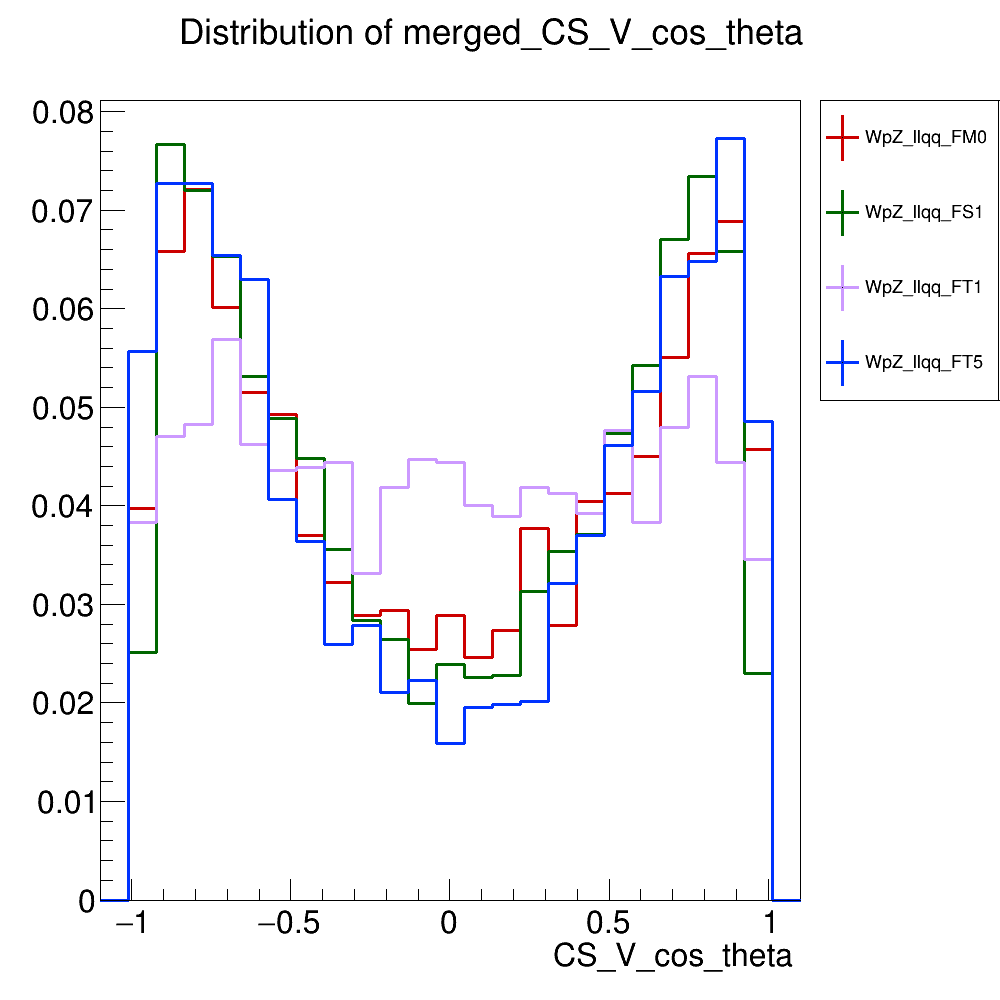 Distribution of merged_CS_V_cos_theta
0.08
0.07
0.06
0.05
0.04
0.03
0.02
0.01
0
−1
−0.5
0
0.5
1
CS_V_cos_theta
WpZ_llqq_FM0
WpZ_llqq_FS1
WpZ_llqq_FT1
WpZ_llqq_FT5